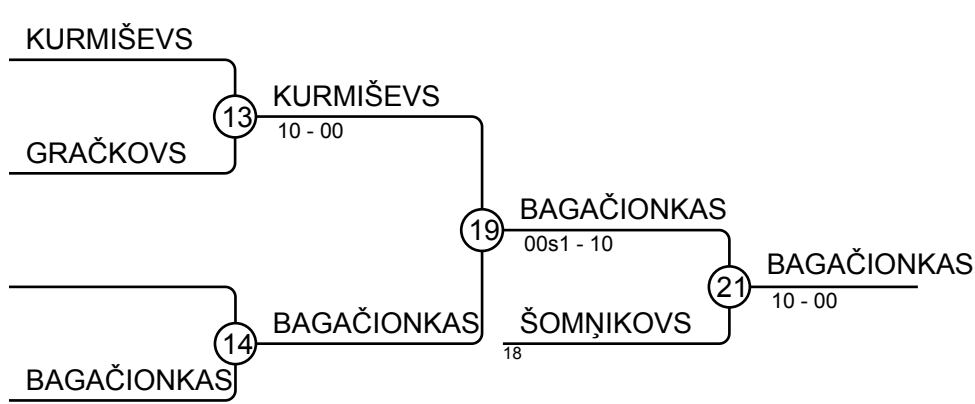 KURMIŠEVS
13
KURMIŠEVS
10 - 00
GRAČKOVS
19
BAGAČIONKAS
00s1 - 10
21
BAGAČIONKAS
10 - 00
14
BAGAČIONKAS
ŠOMŅIKOVS
18
BAGAČIONKAS